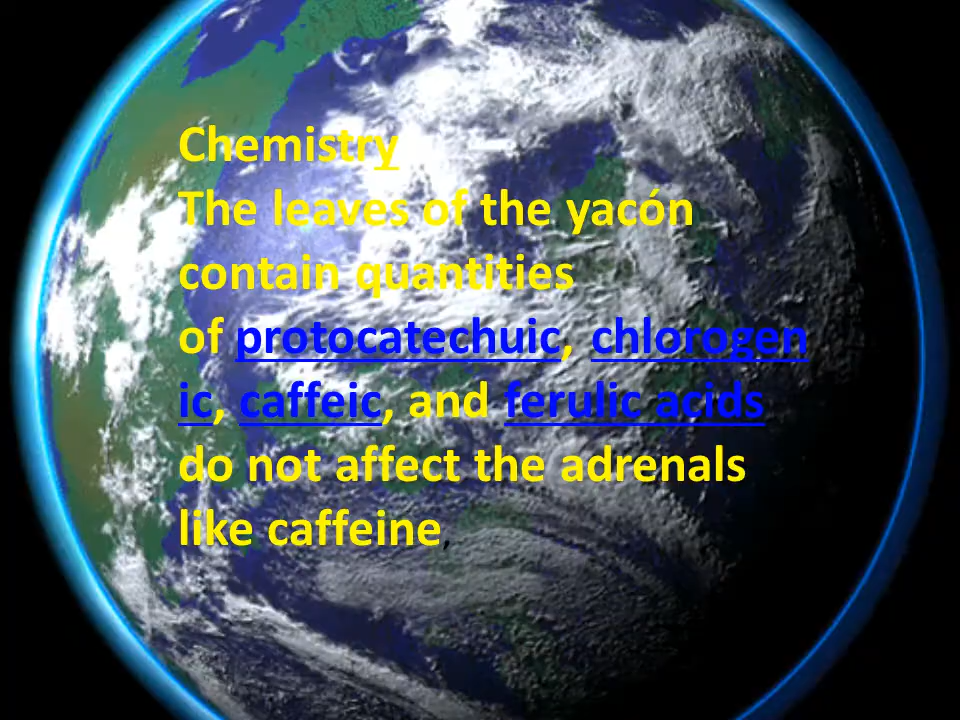 Chemistry
The leaves of the yacón
contain quantities
of protocatechuic, chlorogen
ic, caffeic, and ferulic acids
do not affect the adrenals
like caffeine,